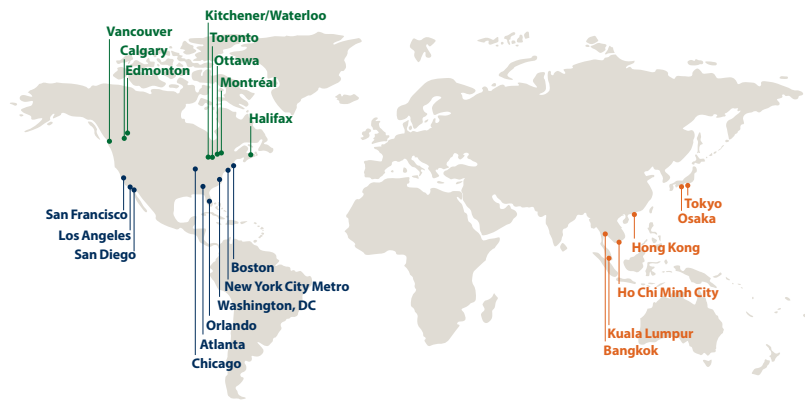 Kitchener/Waterloo
Vancouver
Toronto
Calgary
Ottawa
Edmonton
Montréal
Halifax
San Francisco
Los Angeles
San Diego
Boston
New York City Metro
Washington, DC
Orlando
Atlanta
Chicago
Tokyo
Osaka
Hong Kong
Ho Chi Minh City
Kuala Lumpur
Bangkok